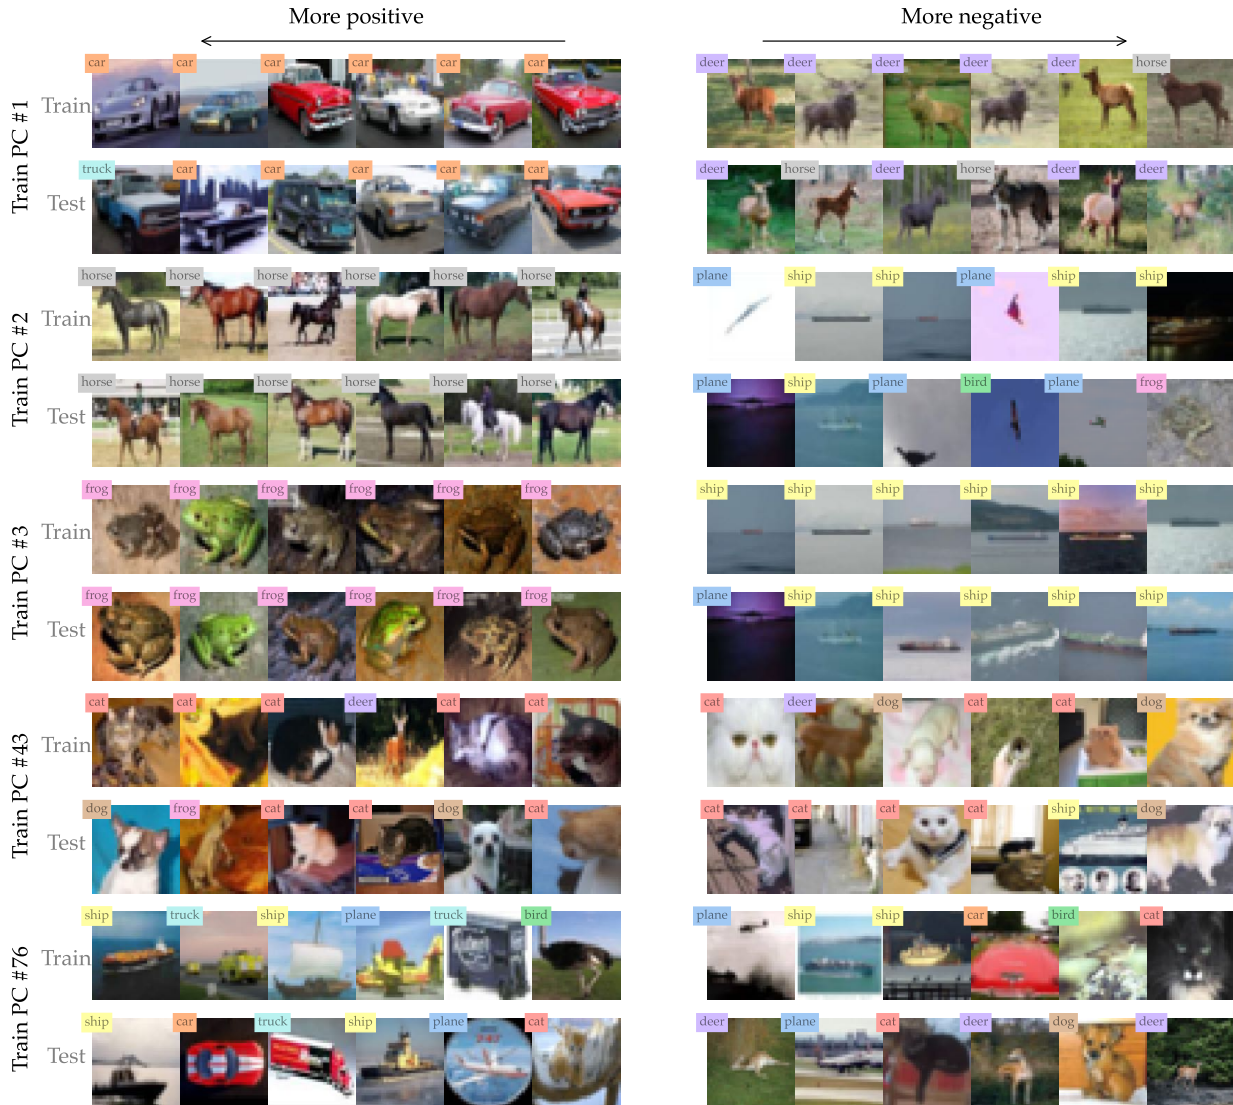 More positive More negative
Train PC #1
Train
car car car car car car deer deer deer deer deer horse
Test
truck car car car car car deer horse deer horse deer deer
Train PC #2
Train
horse horse horse horse horse horse plane ship ship plane ship ship
Test
horse horse horse horse horse horse plane ship plane bird plane frog
Train PC #3
Train
frog frog frog frog frog frog ship ship ship ship ship ship
Test
frog frog frog frog frog frog plane ship ship ship ship ship
Train PC #43
Train
cat cat cat deer cat cat cat deer dog cat cat dog
Test
dog frog cat cat dog cat cat cat cat cat ship dog
Train PC #76
Train
ship truck ship plane truck bird plane ship ship car bird cat
Test
ship car truck ship plane cat deer plane cat deer dog deer